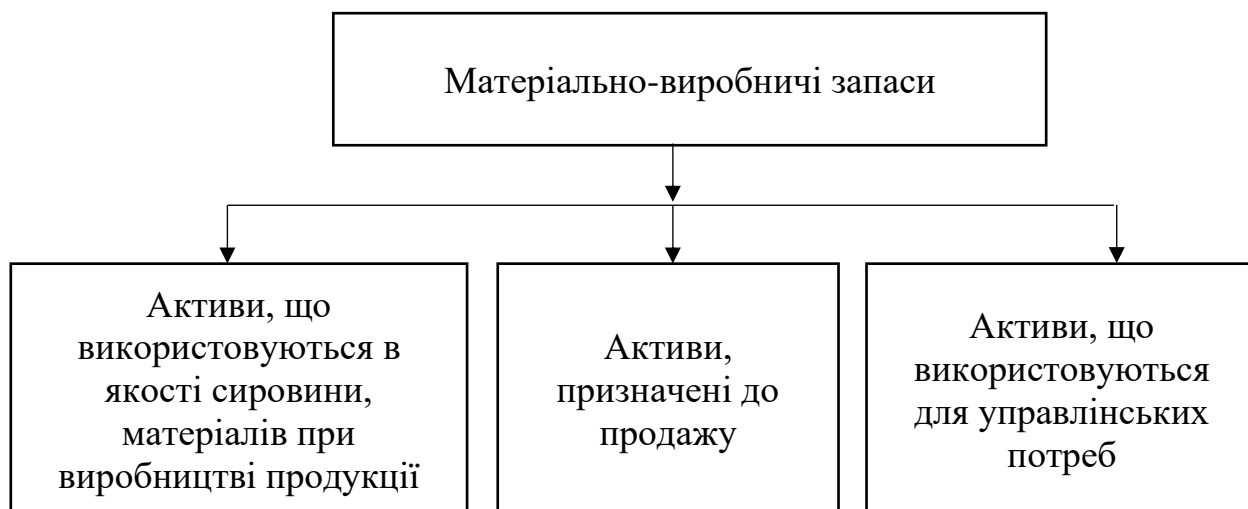 Матеріально-виробничі запаси
Активи, що
використовуються в
якості сировини,
матеріалів при
виробництві продукції
Активи,
призначені до
продажу
Активи, що
використовуються
для управлінських
потреб